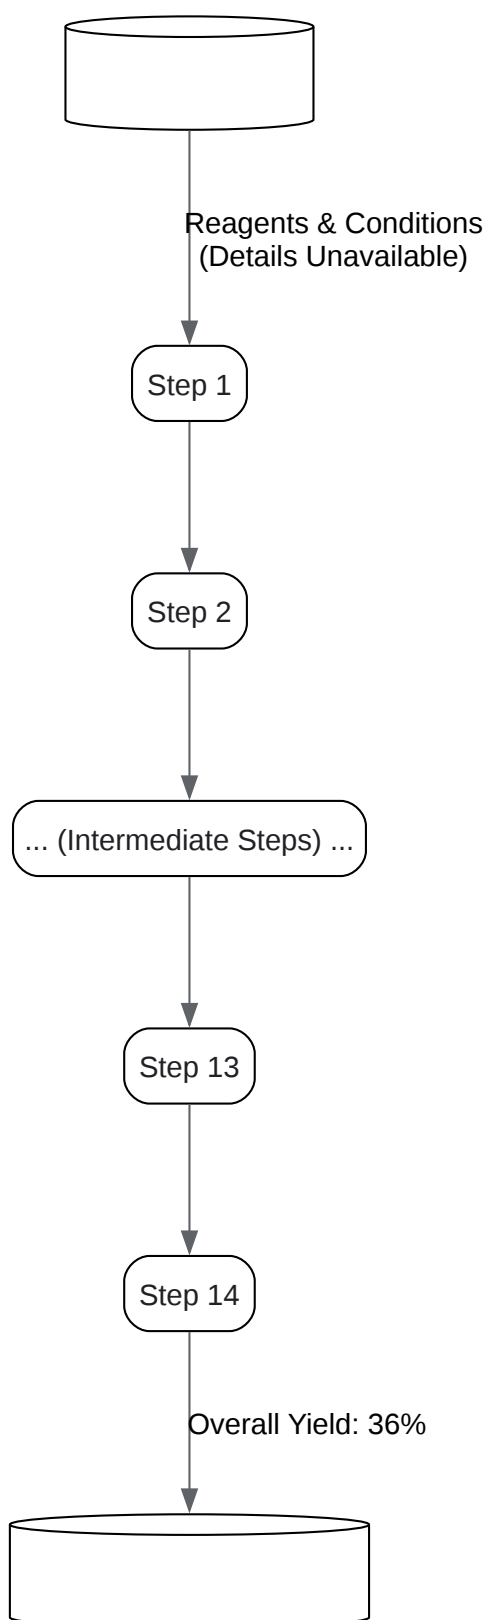 Reagents & Conditions
(Details Unavailable)
Step 1
Step 2
... (Intermediate Steps) ...
Step 13
Step 14
Overall Yield: 36%